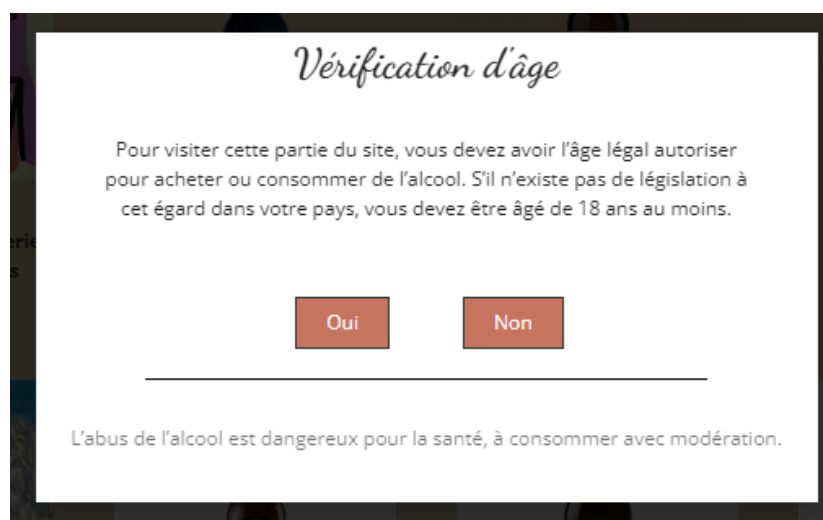 Vérification d'âge
Pour visiter cette partie du site, vous devez avoir l’âge légal autoriser
pour acheter ou consommer de l’alcool. S’il n’existe pas de législation à
cet égard dans votre pays, vous devez être âgé de 18 ans au moins.
Oui
Non
L’abus de l’alcool est dangereux pour la santé, à consommer avec modération.